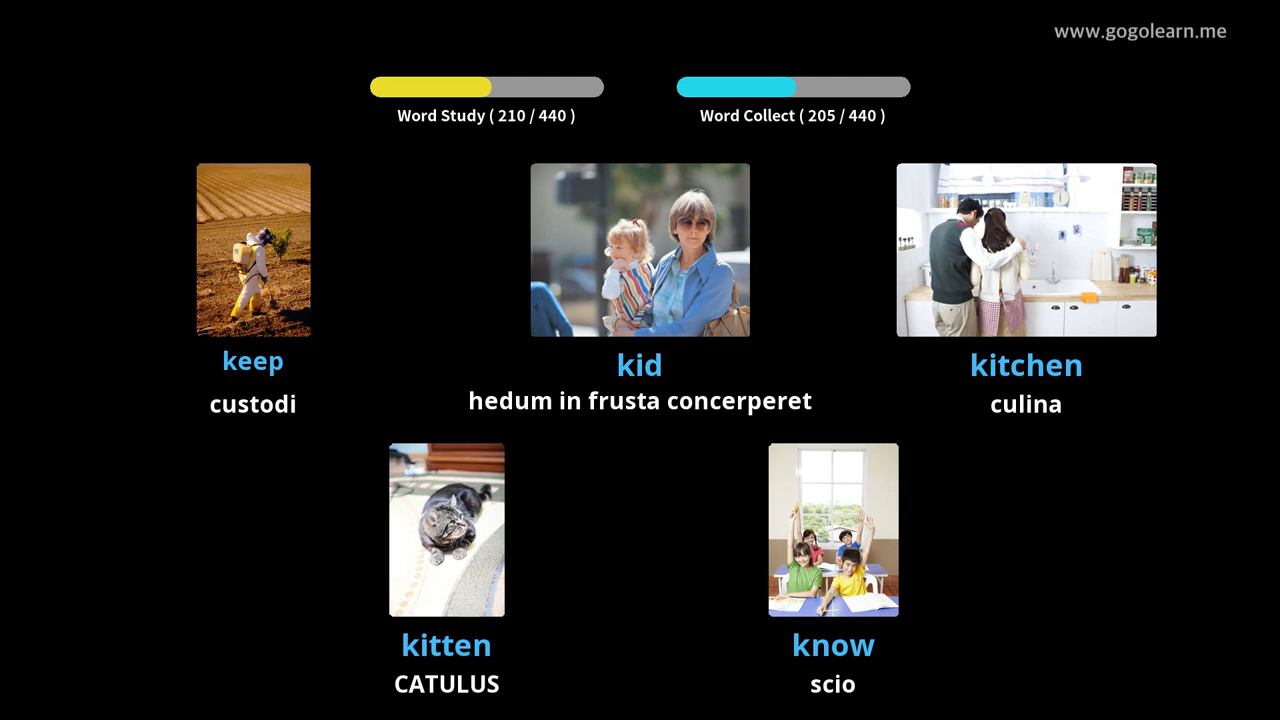 www.gogolearn.me
Word Study ( 210 / 440 )
Word Collect ( 205 / 440 )
keep
custodi
kid
hedum in frusta concerperet
kitchen
culina
kitten
CATULUS
know
scio